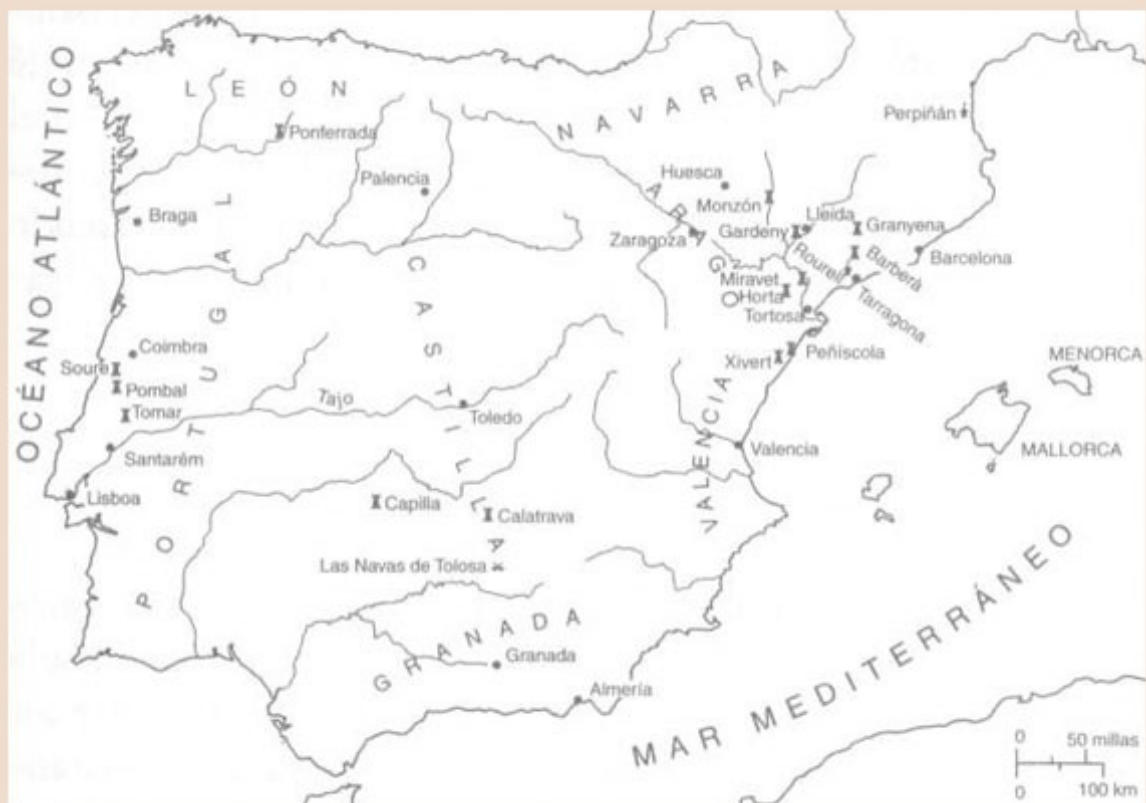 OCÉANO ATLÁNTICO
LEÓN
NAVARRA
Perpiñán
Ponferrada
Palencia
Huesca
Monzón
Lleida
Granyena
Gardeny
Braga
Zaragoza
ARAGO
Barcelona
Rourell
Barberà
Miravet
Horta
Tarragona
Tortosa
PORTUGAL
CASTILLA
Coimbra
Soure
Pombal
Tomar
Peñíscola
Xivert
MENORCA
MALLORCA
Tajo
Toledo
Santarém
VALENCIA
Valencia
Lisboa
Capilla
Calatrava
Las Navas de Tolosa
GRANADA
Granada
Almería
MAR MEDITERRÁNEO
0 50 millas
0 100 km